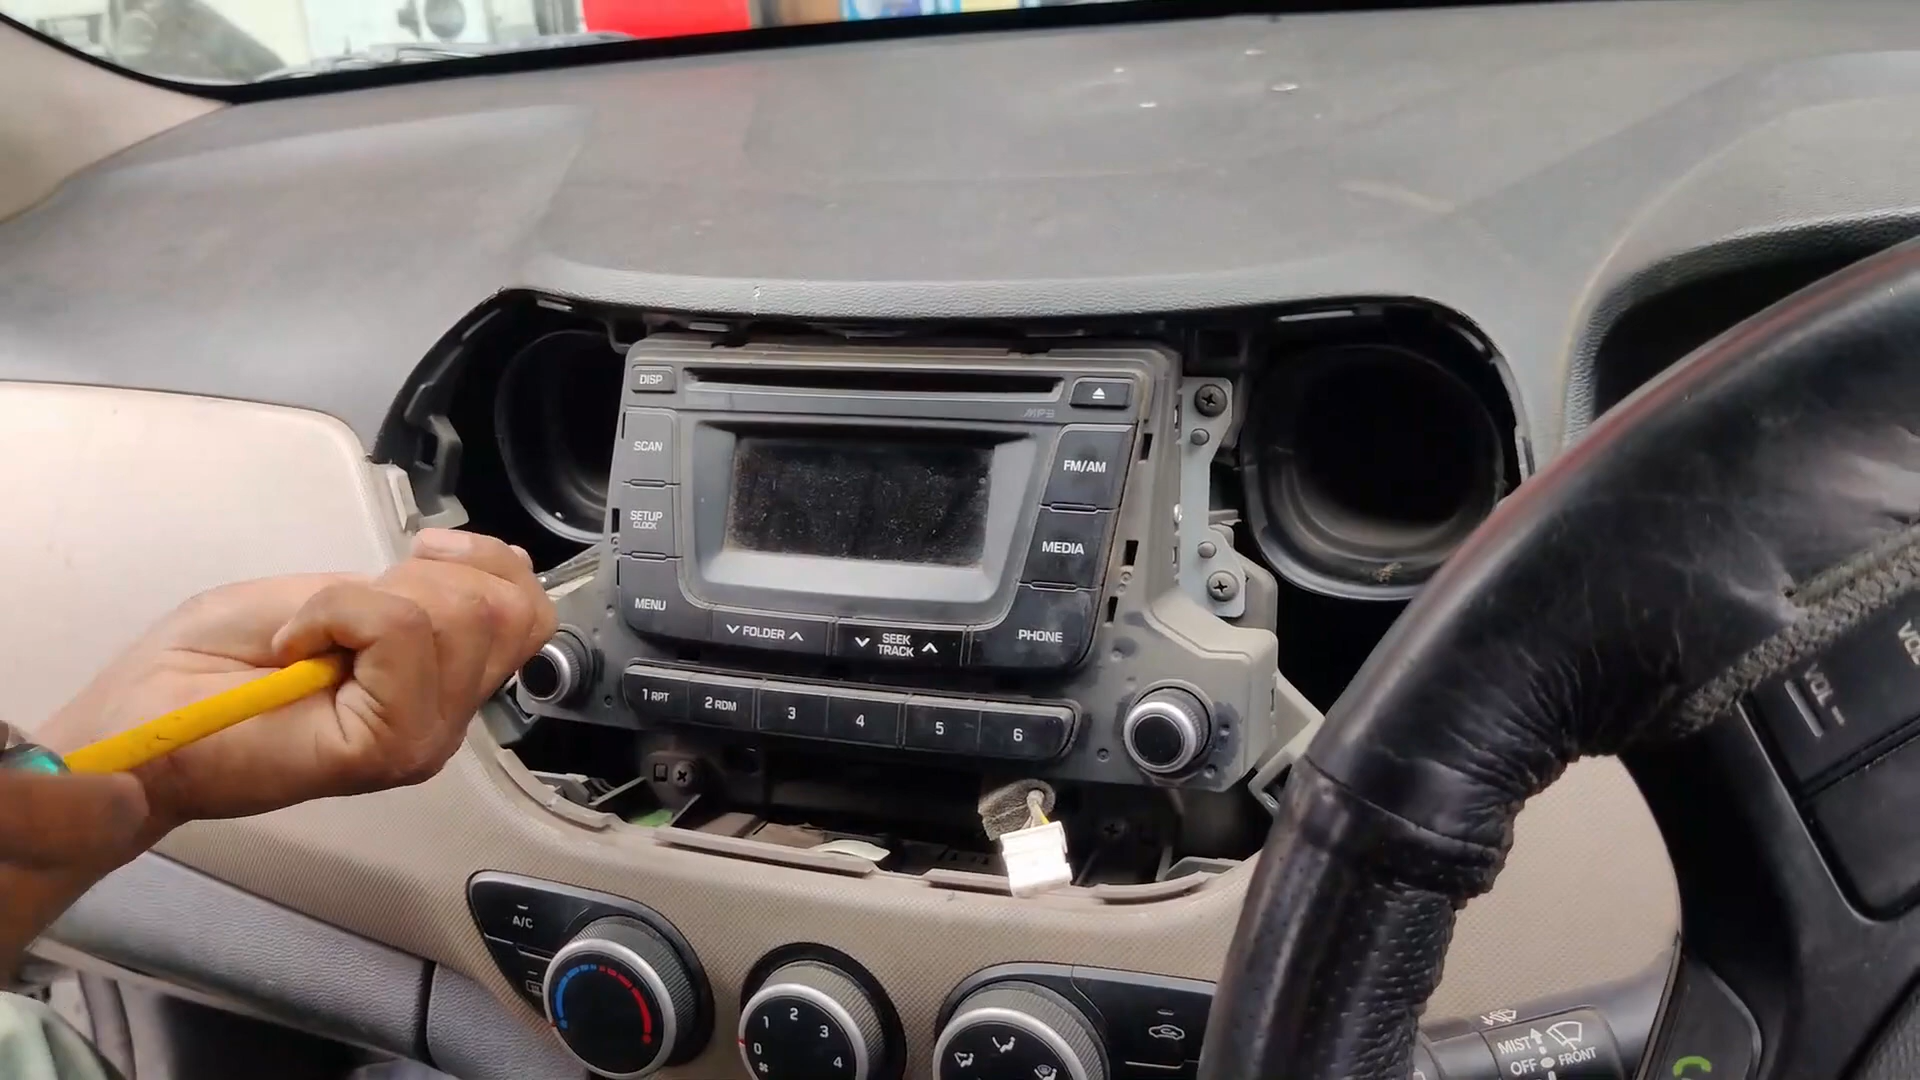 DISP
MP3
SCAN
FM/AM
SETUP
CLOCK
MEDIA
MENU
FOLDER
SEEK
TRACK
PHONE
1 RPT
2 RDM
3
4
5
6
A/C
0
1
2
3
4
VOL -
MIST
OFF
FRONT